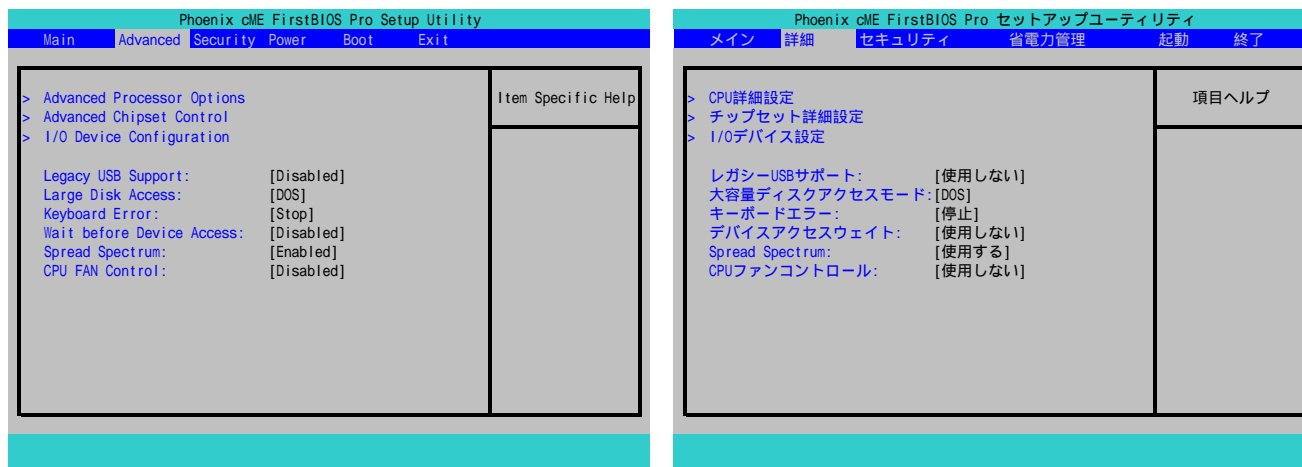 Phoenix cME FirstBIOS Pro Setup Utility
Main Advanced Security Power Boot Exit
> Advanced Processor Options
> Advanced Chipset Control
> I/O Device Configuration
Legacy USB Support: [Disabled]
Large Disk Access: [DOS]
Keyboard Error: [Stop]
Wait before Device Access: [Disabled]
Spread Spectrum: [Enabled]
CPU FAN Control: [Disabled]
Item Specific Help
Phoenix cME FirstBIOS Pro セットアップユーティリティ
メイン 詳細 セキュリティ 省電力管理 起動 終了
> CPU詳細設定
> チップセット詳細設定
> I/Oデバイス設定
レガシーUSBサポート: [使用しない]
大容量ディスクアクセスモード:[DOS]
キーボードエラー: [停止]
デバイスアクセスウェイト: [使用しない]
Spread Spectrum: [使用する]
CPUファンコントロール: [使用しない]
項目ヘルプ